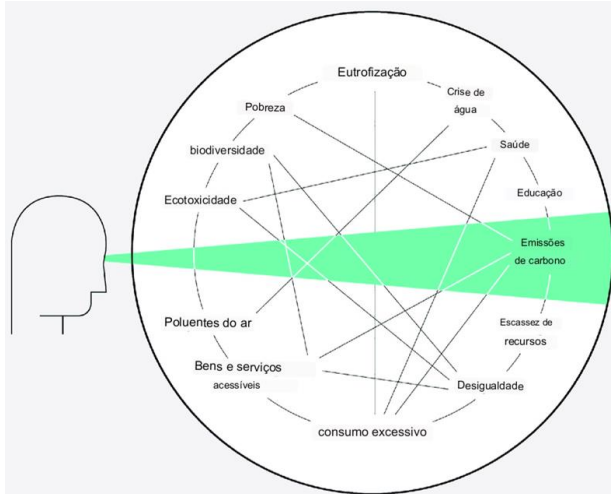 Eutrofização
Crise de
água
Pobreza
Saúde
biodiversidade
Educação
Ecotoxicidade
Emissões
de carbono
Poluentes do ar
Escassez de
recursos
Bens e serviços
acessíveis
Desigualdade
consumo excessivo